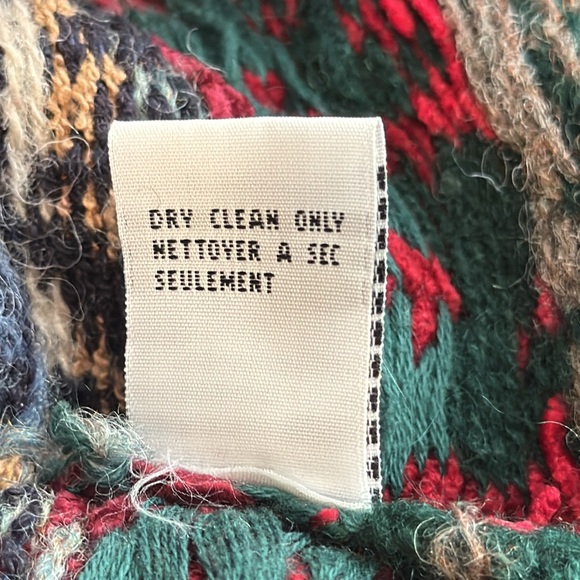 DRY CLEAN ONLY
NETTOYER A SEC
SEULEMENT